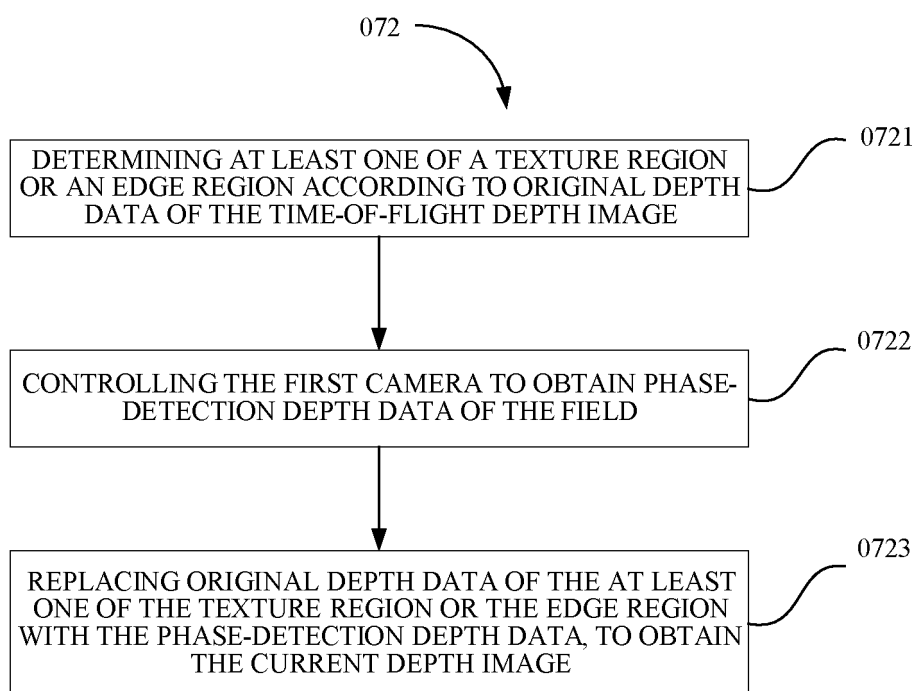 072
0721
DETERMINING AT LEAST ONE OF A TEXTURE REGION
OR AN EDGE REGION ACCORDING TO ORIGINAL DEPTH
DATA OF THE TIME-OF-FLIGHT DEPTH IMAGE
0722
CONTROLLING THE FIRST CAMERA TO OBTAIN PHASE-
DETECTION DEPTH DATA OF THE FIELD
0723
REPLACING ORIGINAL DEPTH DATA OF THE AT LEAST
ONE OF THE TEXTURE REGION OR THE EDGE REGION
WITH THE PHASE-DETECTION DEPTH DATA, TO OBTAIN
THE CURRENT DEPTH IMAGE